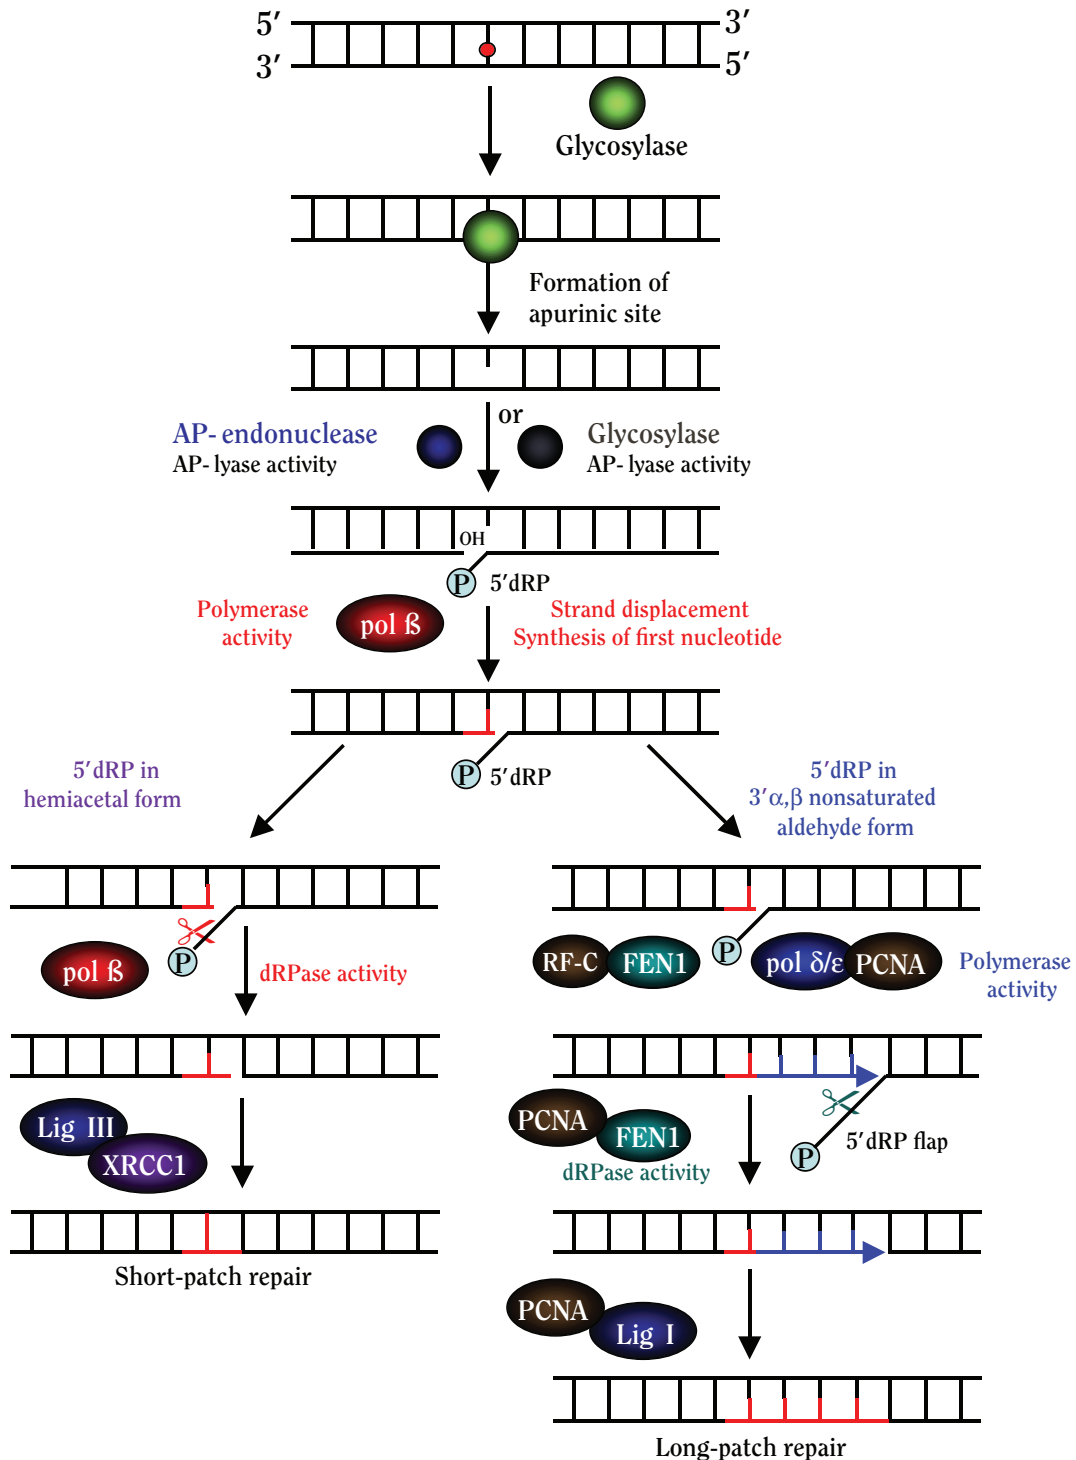 5′ 3′
3′ 5′
Glycosylase
Formation of
apurinic site
or
AP- endonuclease
AP- lyase activity
Glycosylase
AP- lyase activity
OH
P 5′dRP
Polymerase
activity
pol ß
Strand displacement
Synthesis of first nucleotide
P 5′dRP
5′dRP in
hemiacetal form
5′dRP in
3′α,β nonsaturated
aldehyde form
P
pol ß
dRPase activity
Lig III
XRCC1
Short-patch repair
P
RF-C FEN1
pol δ/ε PCNA
Polymerase
activity
PCNA
FEN1
dRPase activity
P
5′dRP flap
PCNA
Lig I
Long-patch repair